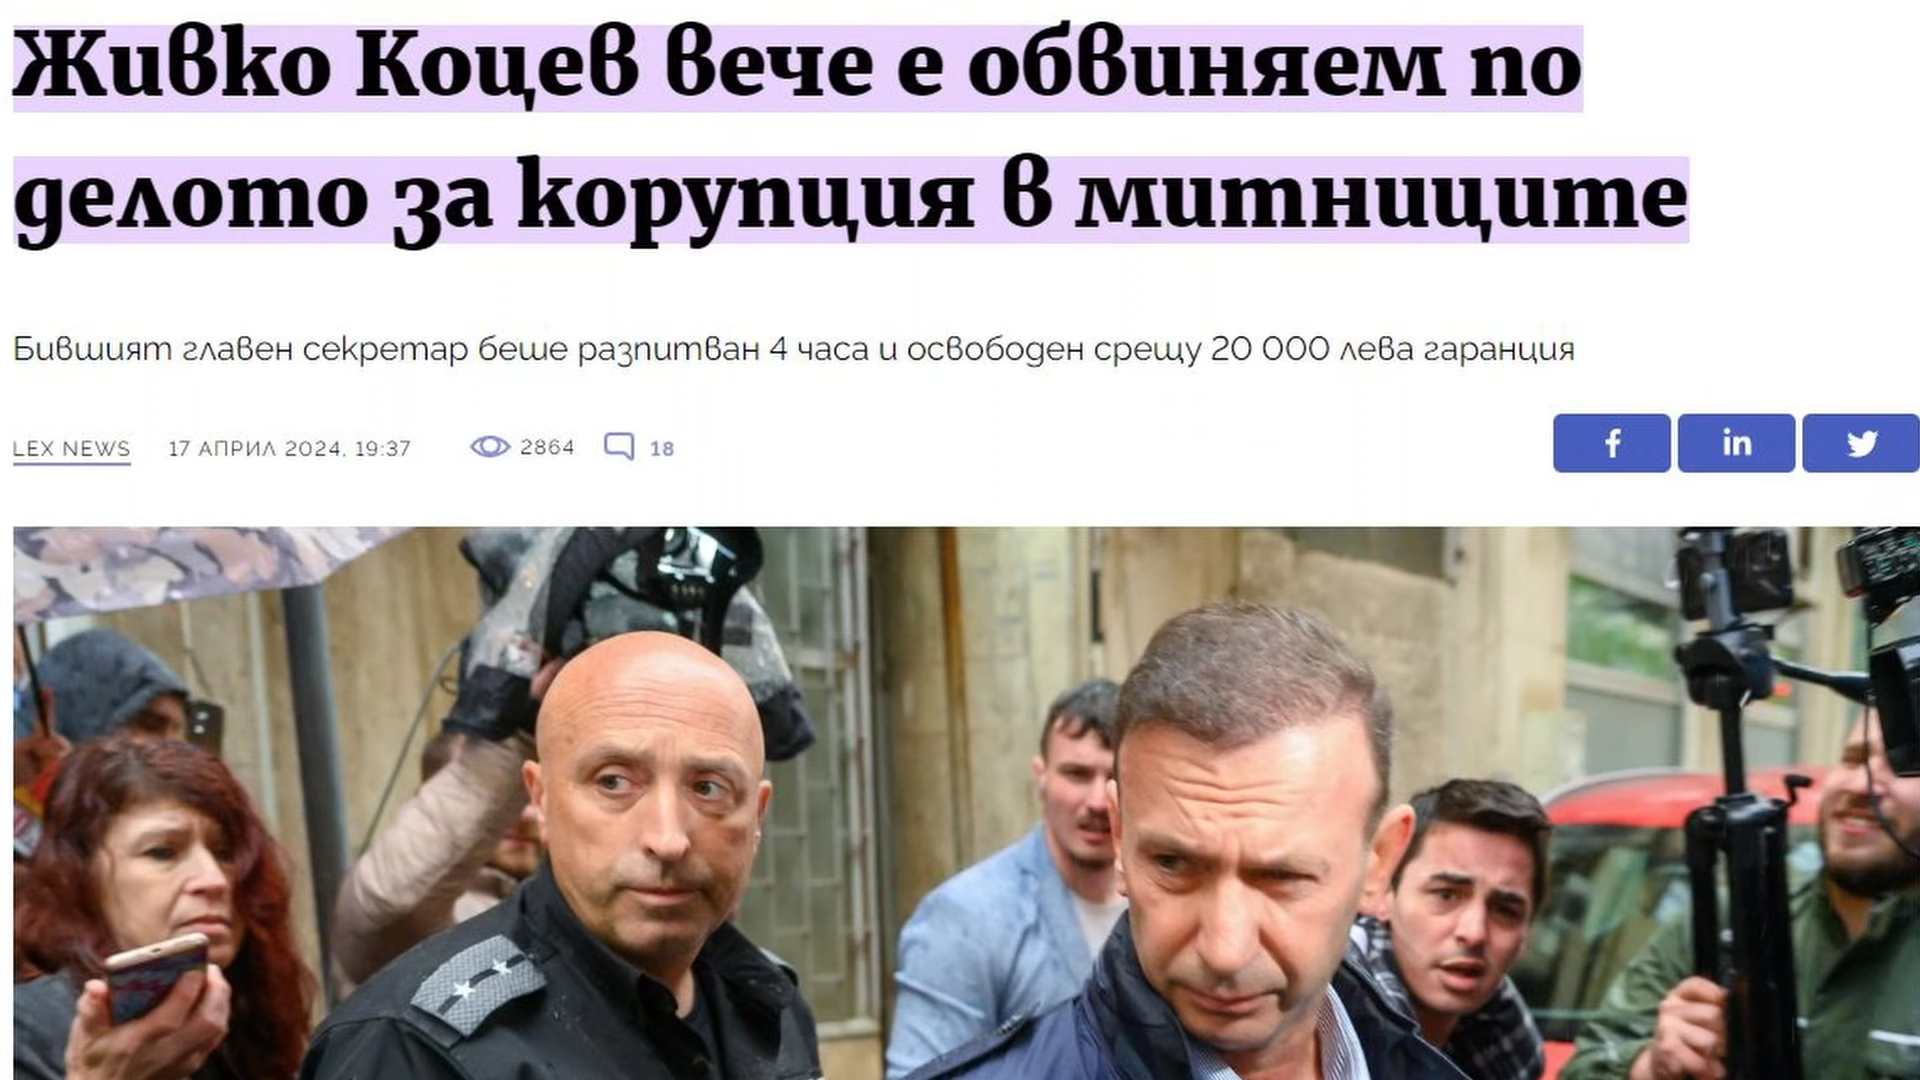 Живко Коцев вече е обвиняем по
делото за корупция в митниците
Бившият главен секретар беше разпитван 4 часа и освободен срещу 20 000 лева гаранция
LEX NEWS 17 АПРИЛ 2024, 19:37 2864 18